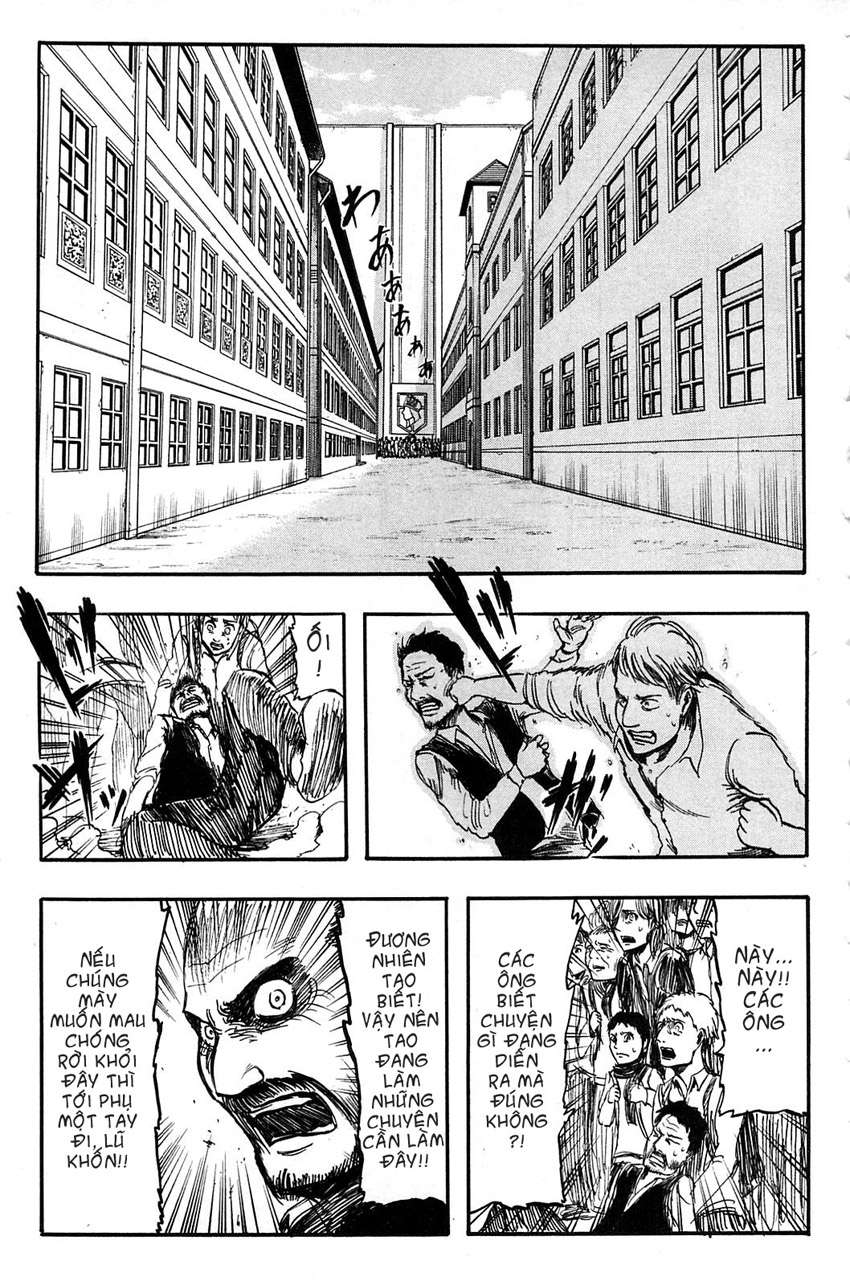 わあああああ
ỐI
!
NÀY...
NÀY!!
CÁC
ÔNG
...
CÁC
ÔNG
BIẾT
CHUYỆN
GÌ ĐANG
DIỄN
RA MÀ
ĐÚNG
KHÔNG
?!
ĐƯƠNG
NHIÊN
TAO
BIẾT!
VẬY NÊN
TAO
ĐANG
LÀM
NHỮNG
CHUYỆN
CẦN LÀM
ĐÂY!!
NẾU
CHÚNG
MÀY
MUỐN MAU
CHÓNG
RỜI KHỎI
ĐÂY THÌ
TỚI PHỤ
MỘT TAY
ĐI, LŨ
KHỐN!!